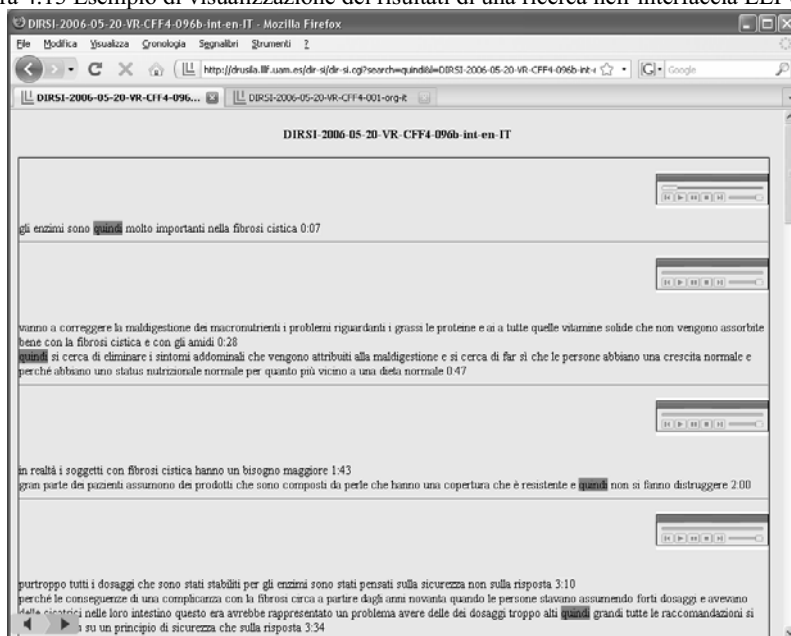 4.15 Esempio di visualizzazione dei risultati di una ricerca nell'interfaccia
DIRSI-2006-05-20-VR-CFF4-096b-int-en-IT - Mozilla Firefox
File Modifica Visualizza Cronologia Segnalibri Strumenti ?
http://drusila.llf.uam.es/dir-si/dir-si.cgi?search=quindi&l=DIRSI-2006-05-20-VR-CFF4-096b-int-e Google
DIRSI-2006-05-20-VR-CFF4-096... DIRSI-2006-05-20-VR-CFF4-001-org-it
DIRSI-2006-05-20-VR-CFF4-096b-int-en-IT
gli enzimi sono quindi molto importanti nella fibrosi cistica 0:07
vanno a correggere la maldigestione dei macronutrienti i problemi riguardanti i grassi le proteine e ai a tutte quelle vitamine solide che non vengono assorbite
bene con la fibrosi cistica e con gli amidi 0:28
quindi si cerca di eliminare i sintomi addominali che vengono attribuiti alla maldigestione e si cerca di far sì che le persone abbiano una crescita normale e
perché abbiano uno status nutrizionale normale per quanto più vicino a una dieta normale 0:47
in realtà i soggetti con fibrosi cistica hanno un bisogno maggiore 1:43
gran parte dei pazienti assumono dei prodotti che sono composti da perle che hanno una copertura che è resistente e quindi non si fanno distruggere 2:00
purtroppo tutti i dosaggi che sono stati stabiliti per gli enzimi sono stati pensati sulla sicurezza non sulla risposta 3:10
perché le conseguenze di una complicanza con la fibrosi circa a partire dagli anni novanta quando le persone stavano assumendo forti dosaggi e avevano
delle cicatrici nelle loro intestino questo era avrebbe rappresentato un problema avere delle dei dosaggi troppo alti quindi grandi tutte le raccomandazioni si
su un principio di sicurezza che sulla risposta 3:34